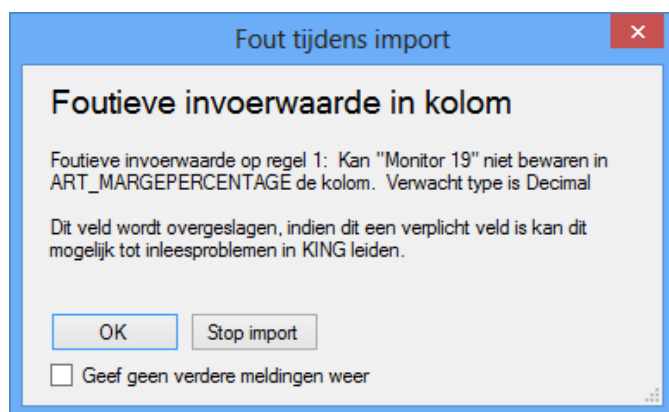 Fout tijdens import
Foutieve invoerwaarde in kolom
Foutieve invoerwaarde op regel 1: Kan "Monitor 19" niet bewaren in
ART_MARGEPERCENTAGE de kolom. Verwacht type is Decimal
Dit veld wordt overgeslagen, indien dit een verplicht veld is kan dit
mogelijk tot inleesproblemen in KING leiden.
OK Stop import
Geef geen verdere meldingen weer